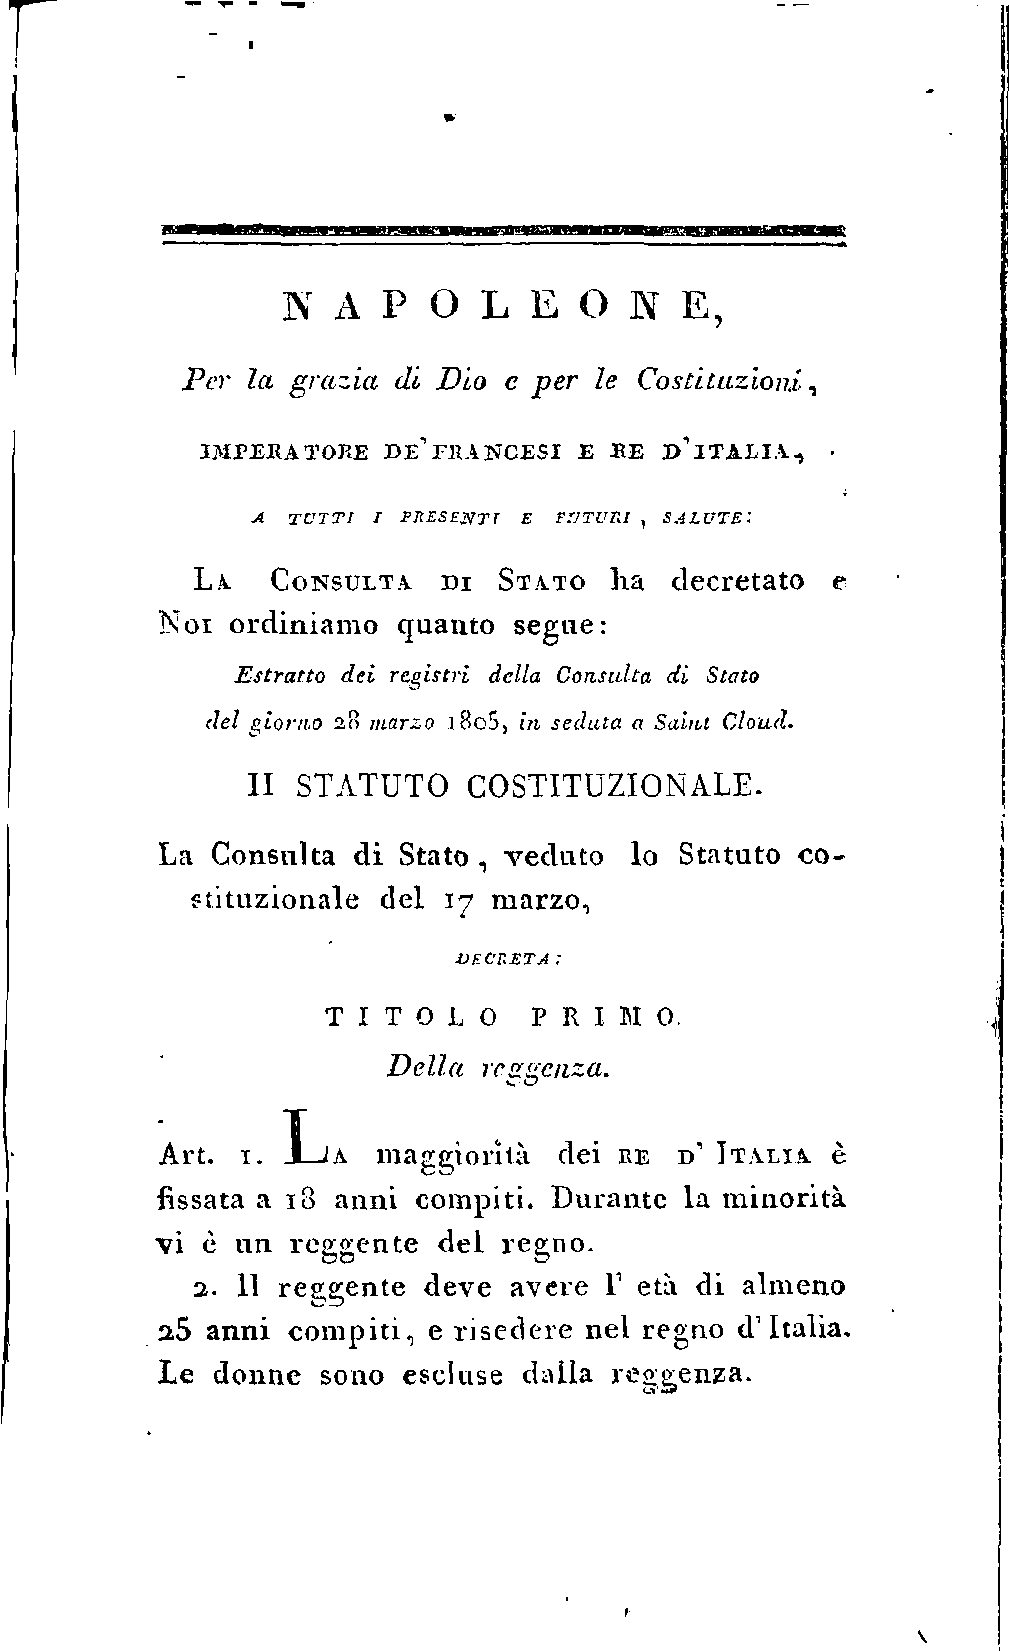 NAPOLEONE,
Per la grazia di Dio e per le Costituzioni,
IMPERATORE DE' FRANCESI E RE D'ITALIA,
A TUTTI I PRESENTI E FUTURI, SALUTE:
LA CONSULTA DI STATO ha decretato e
NOI ordiniamo quanto segue:
Estratto dei registri della Consulta di Stato
del giorno 28 marzo 1805, in seduta a Saint Cloud.
II STATUTO COSTITUZIONALE.
La Consulta di Stato, veduto lo Statuto co-
stituzionale del 17 marzo,
DECRETA:
TITOLO PRIMO.
Della reggenza.
Art. 1. LA maggiorità dei RE D' ITALIA è
fissata a 18 anni compiti. Durante la minorità
vi è un reggente del regno.
2. Il reggente deve avere l' età di almeno
25 anni compiti, e risedere nel regno d'Italia.
Le donne sono escluse dalla reggenza.